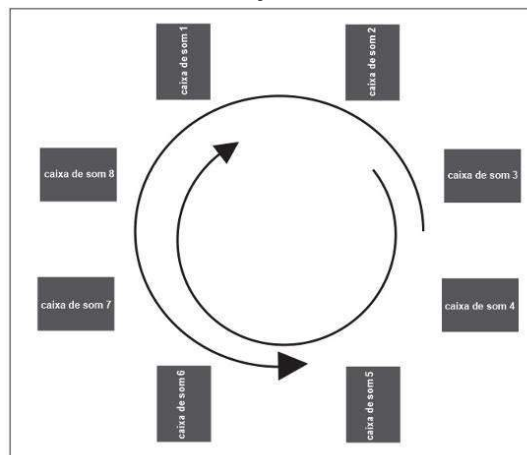 caixa de som 1
caixa de som 2
caixa de som 8
caixa de som 3
caixa de som 7
caixa de som 4
caixa de som 6
caixa de som 5